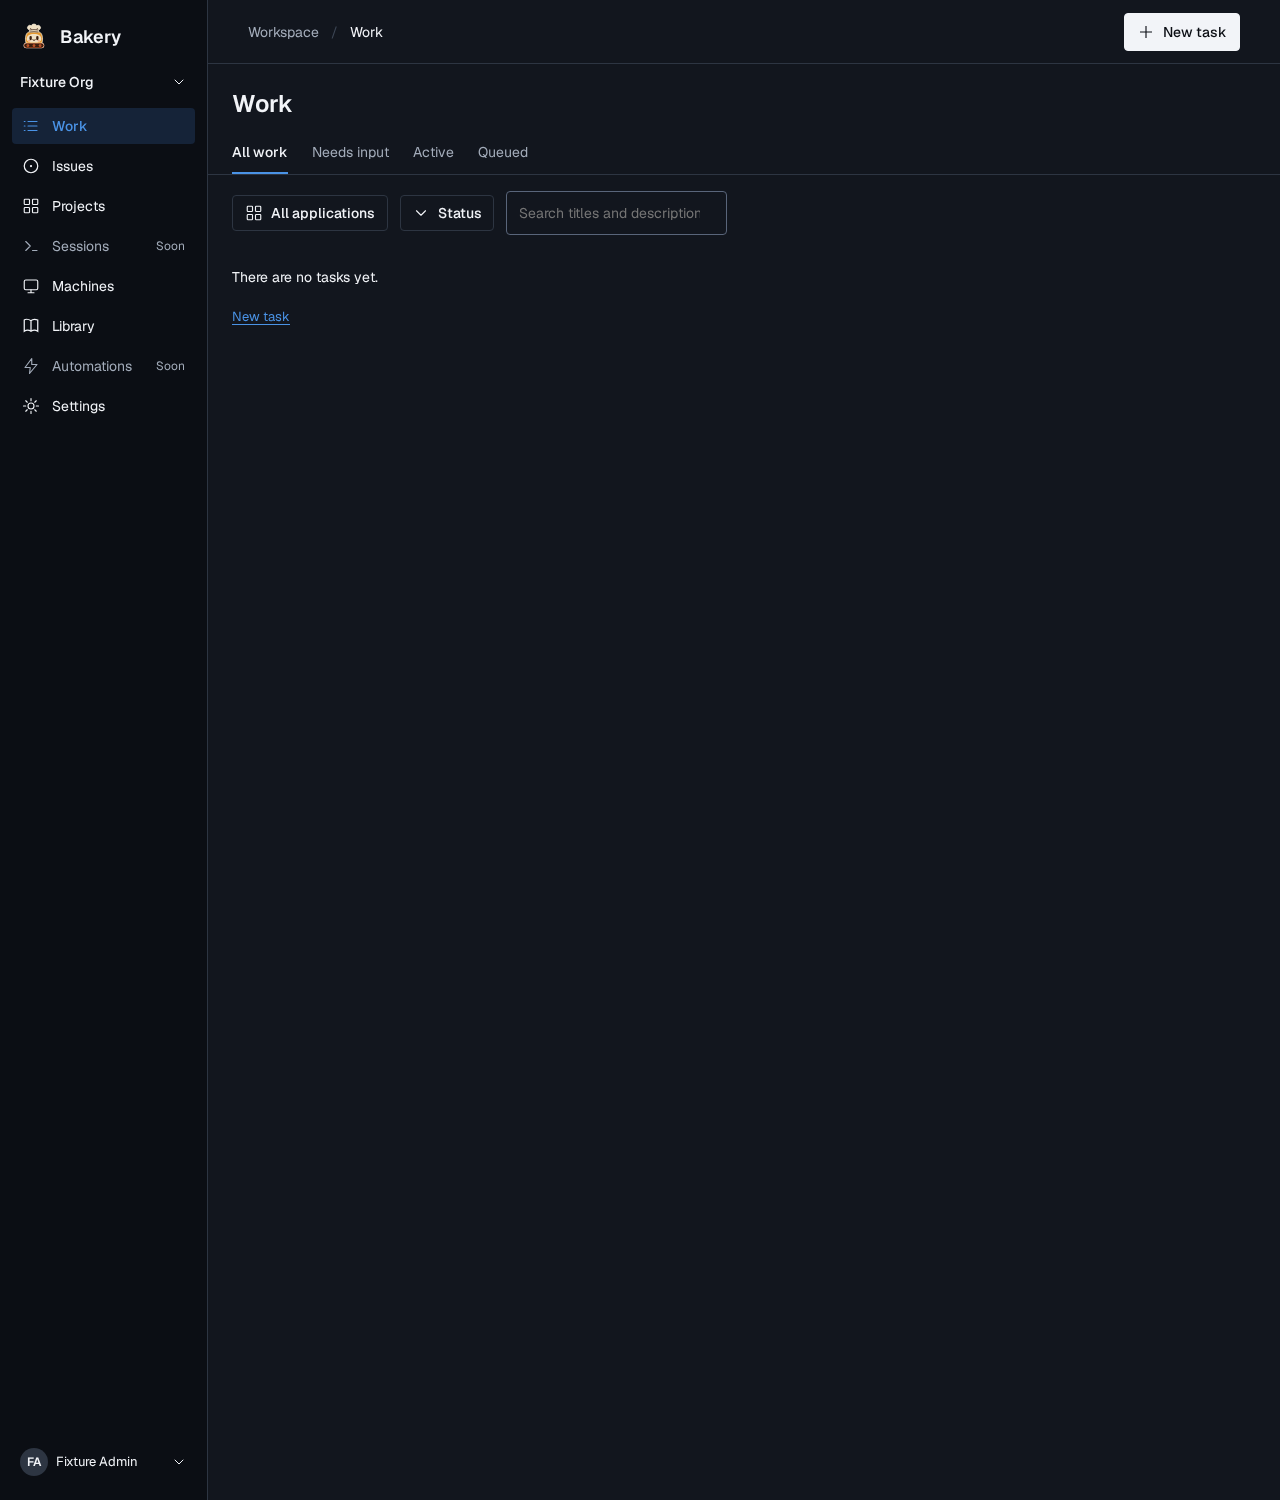 Bakery
Fixture Org
Work
Issues
Projects
Sessions Soon
Machines
Library
Automations Soon
Settings
FA Fixture Admin
Workspace / Work
New task
Work
All work Needs input Active Queued
All applications Status Search titles and description
There are no tasks yet.
New task